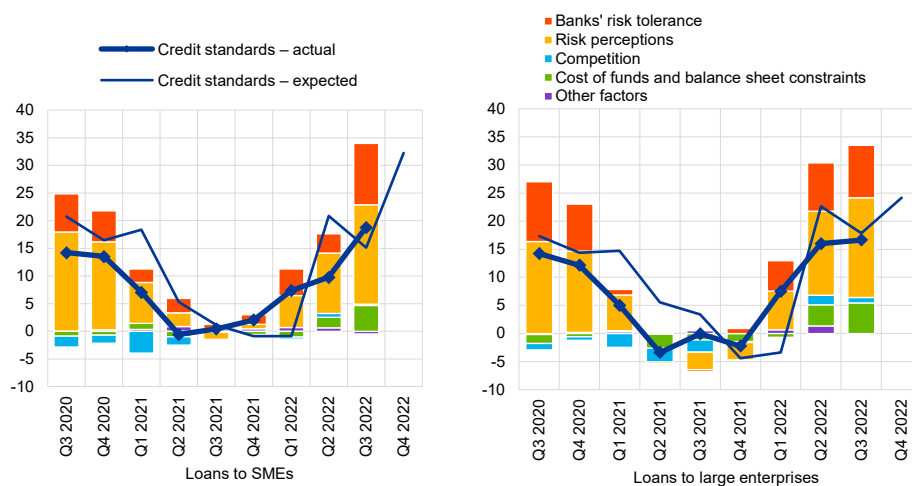 Credit standards – actual
Credit standards – expected
Banks' risk tolerance
Risk perceptions
Competition
Cost of funds and balance sheet constraints
Other factors
40
35
30
25
20
15
10
5
0
-5
-10
Q3 2020
Q4 2020
Q1 2021
Q2 2021
Q3 2021
Q4 2021
Q1 2022
Q2 2022
Q3 2022
Q4 2022
Loans to SMEs
40
35
30
25
20
15
10
5
0
-5
-10
Q3 2020
Q4 2020
Q1 2021
Q2 2021
Q3 2021
Q4 2021
Q1 2022
Q2 2022
Q3 2022
Q4 2022
Loans to large enterprises